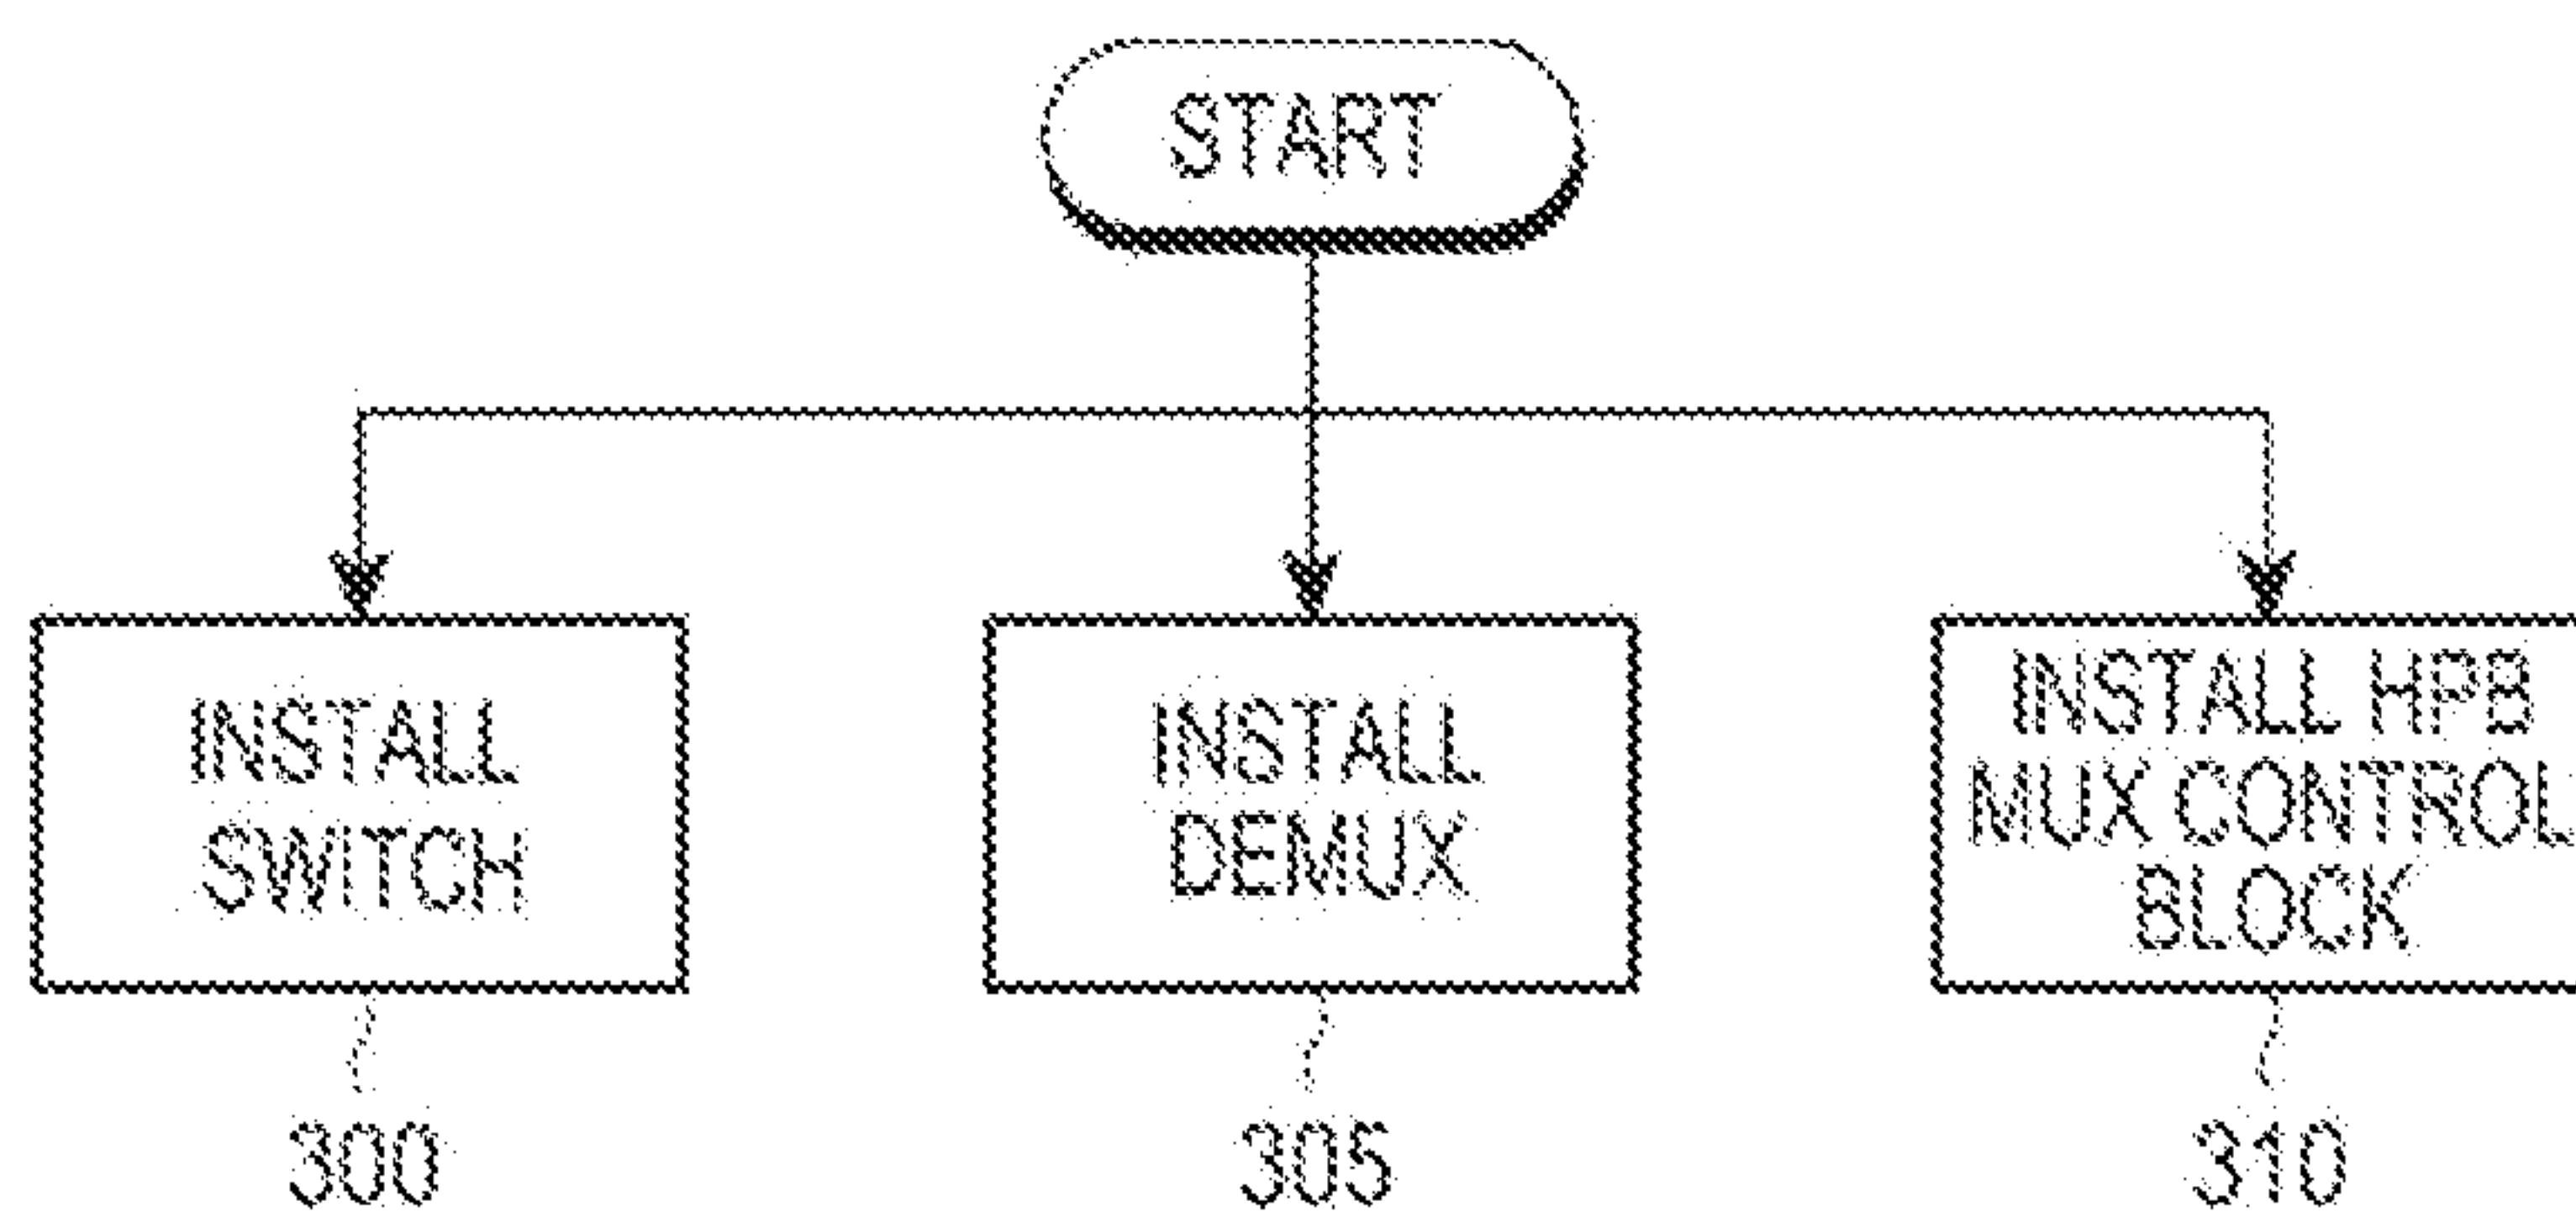 START
INSTALL
SWITCH
INSTALL
DEMUX
INSTALL HPB
MUX CONTROL
BLOCK
300
305
310